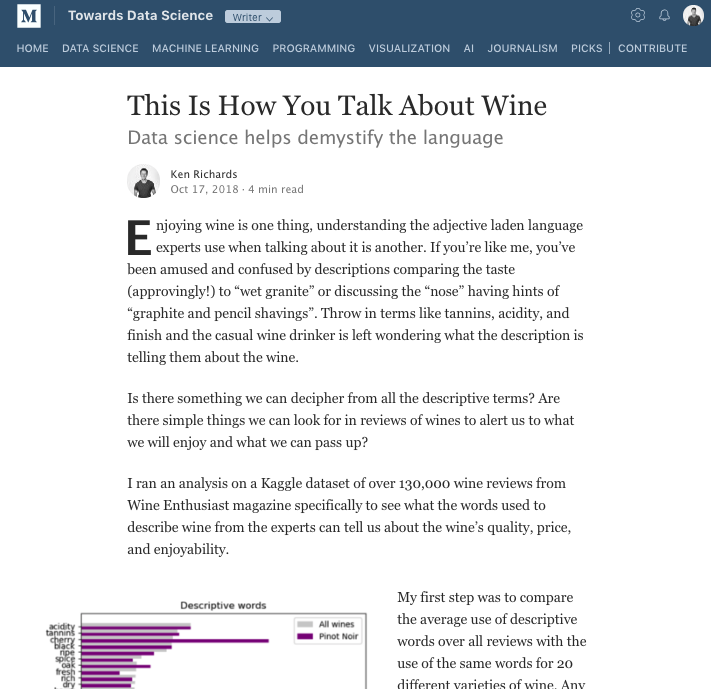 M
Towards Data Science
Writer
HOME DATA SCIENCE MACHINE LEARNING PROGRAMMING VISUALIZATION AI JOURNALISM PICKS CONTRIBUTE
This Is How You Talk About Wine
Data science helps demystify the language
Ken Richards
Oct 17, 2018 · 4 min read
Enjoying wine is one thing, understanding the adjective laden language
experts use when talking about it is another. If you’re like me, you’ve
been amused and confused by descriptions comparing the taste
(approvingly!) to “wet granite” or discussing the “nose” having hints of
“graphite and pencil shavings”. Throw in terms like tannins, acidity, and
finish and the casual wine drinker is left wondering what the description is
telling them about the wine.
Is there something we can decipher from all the descriptive terms? Are
there simple things we can look for in reviews of wines to alert us to what
we will enjoy and what we can pass up?
I ran an analysis on a Kaggle dataset of over 130,000 wine reviews from
Wine Enthusiast magazine specifically to see what the words used to
describe wine from the experts can tell us about the wine’s quality, price,
and enjoyability.
Descriptive words
All wines
Pinot Noir
acidity
tannins
cherry
black
ripe
spice
oak
fresh
rich
dry
My first step was to compare
the average use of descriptive
words over all reviews with the
use of the same words for 20
different varieties of wine. Any